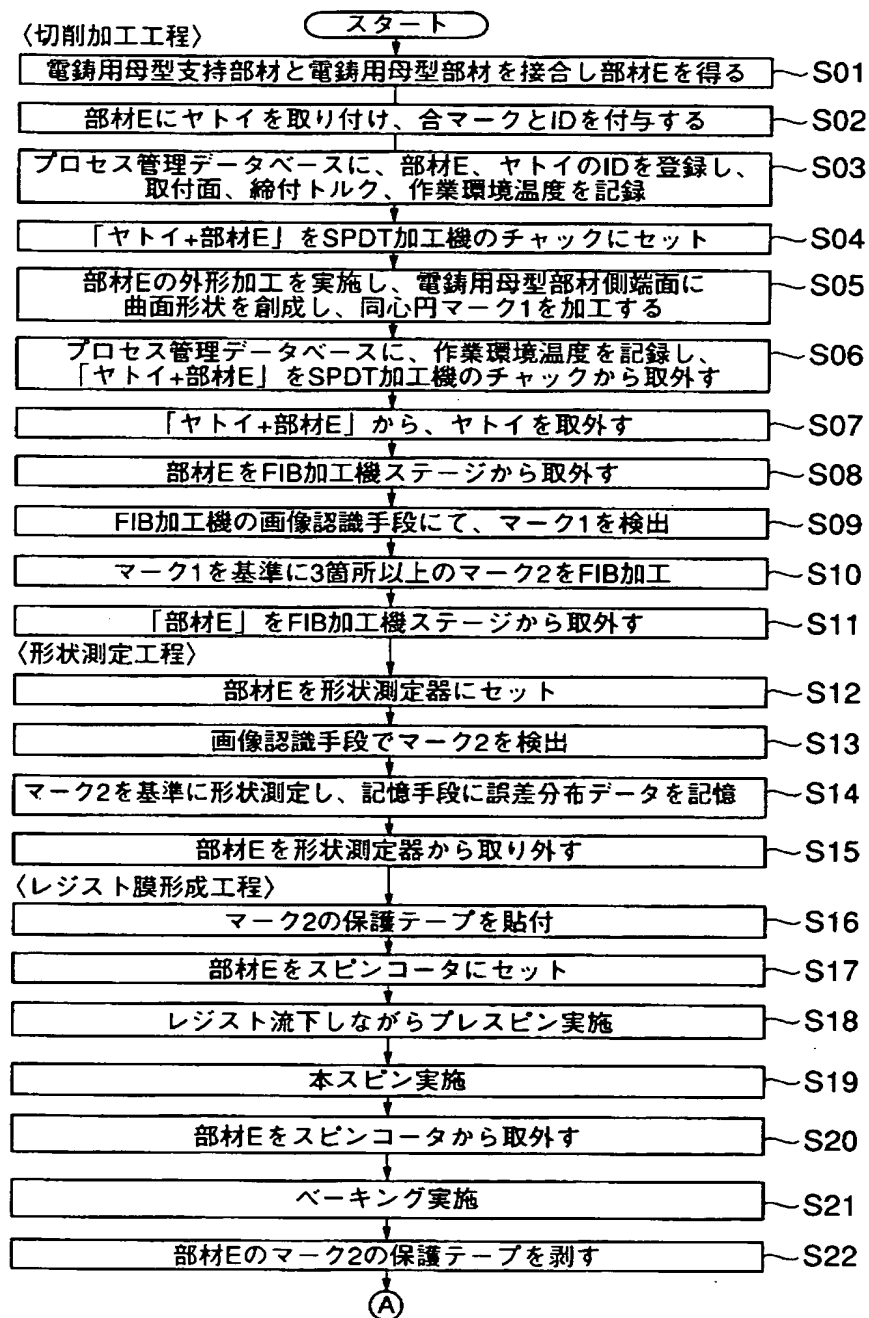 スタート
〈切削加工工程〉
電鋳用母型支持部材と電鋳用母型部材を接合し部材Eを得る S01
部材Eにヤトイを取り付け、合マークとIDを付与する S02
プロセス管理データベースに、部材E、ヤトイのIDを登録し、
取付面、締付トルク、作業環境温度を記録 S03
「ヤトイ+部材E」をSPDT加工機のチャックにセット S04
部材Eの外形加工を実施し、電鋳用母型部材側端面に
曲面形状を創成し、同心円マーク1を加工する S05
プロセス管理データベースに、作業環境温度を記録し、
「ヤトイ+部材E」をSPDT加工機のチャックから取外す S06
「ヤトイ+部材E」から、ヤトイを取外す S07
部材EをFIB加工機ステージから取外す S08
FIB加工機の画像認識手段にて、マーク1を検出 S09
マーク1を基準に3箇所以上のマーク2をFIB加工 S10
「部材E」をFIB加工機ステージから取外す S11
〈形状測定工程〉
部材Eを形状測定器にセット S12
画像認識手段でマーク2を検出 S13
マーク2を基準に形状測定し、記憶手段に誤差分布データを記憶 S14
部材Eを形状測定器から取り外す S15
〈レジスト膜形成工程〉
マーク2の保護テープを貼付 S16
部材Eをスピンコータにセット S17
レジスト流下しながらプレスピン実施 S18
本スピン実施 S19
部材Eをスピンコータから取外す S20
ベーキング実施 S21
部材Eのマーク2の保護テープを剥す S22
A